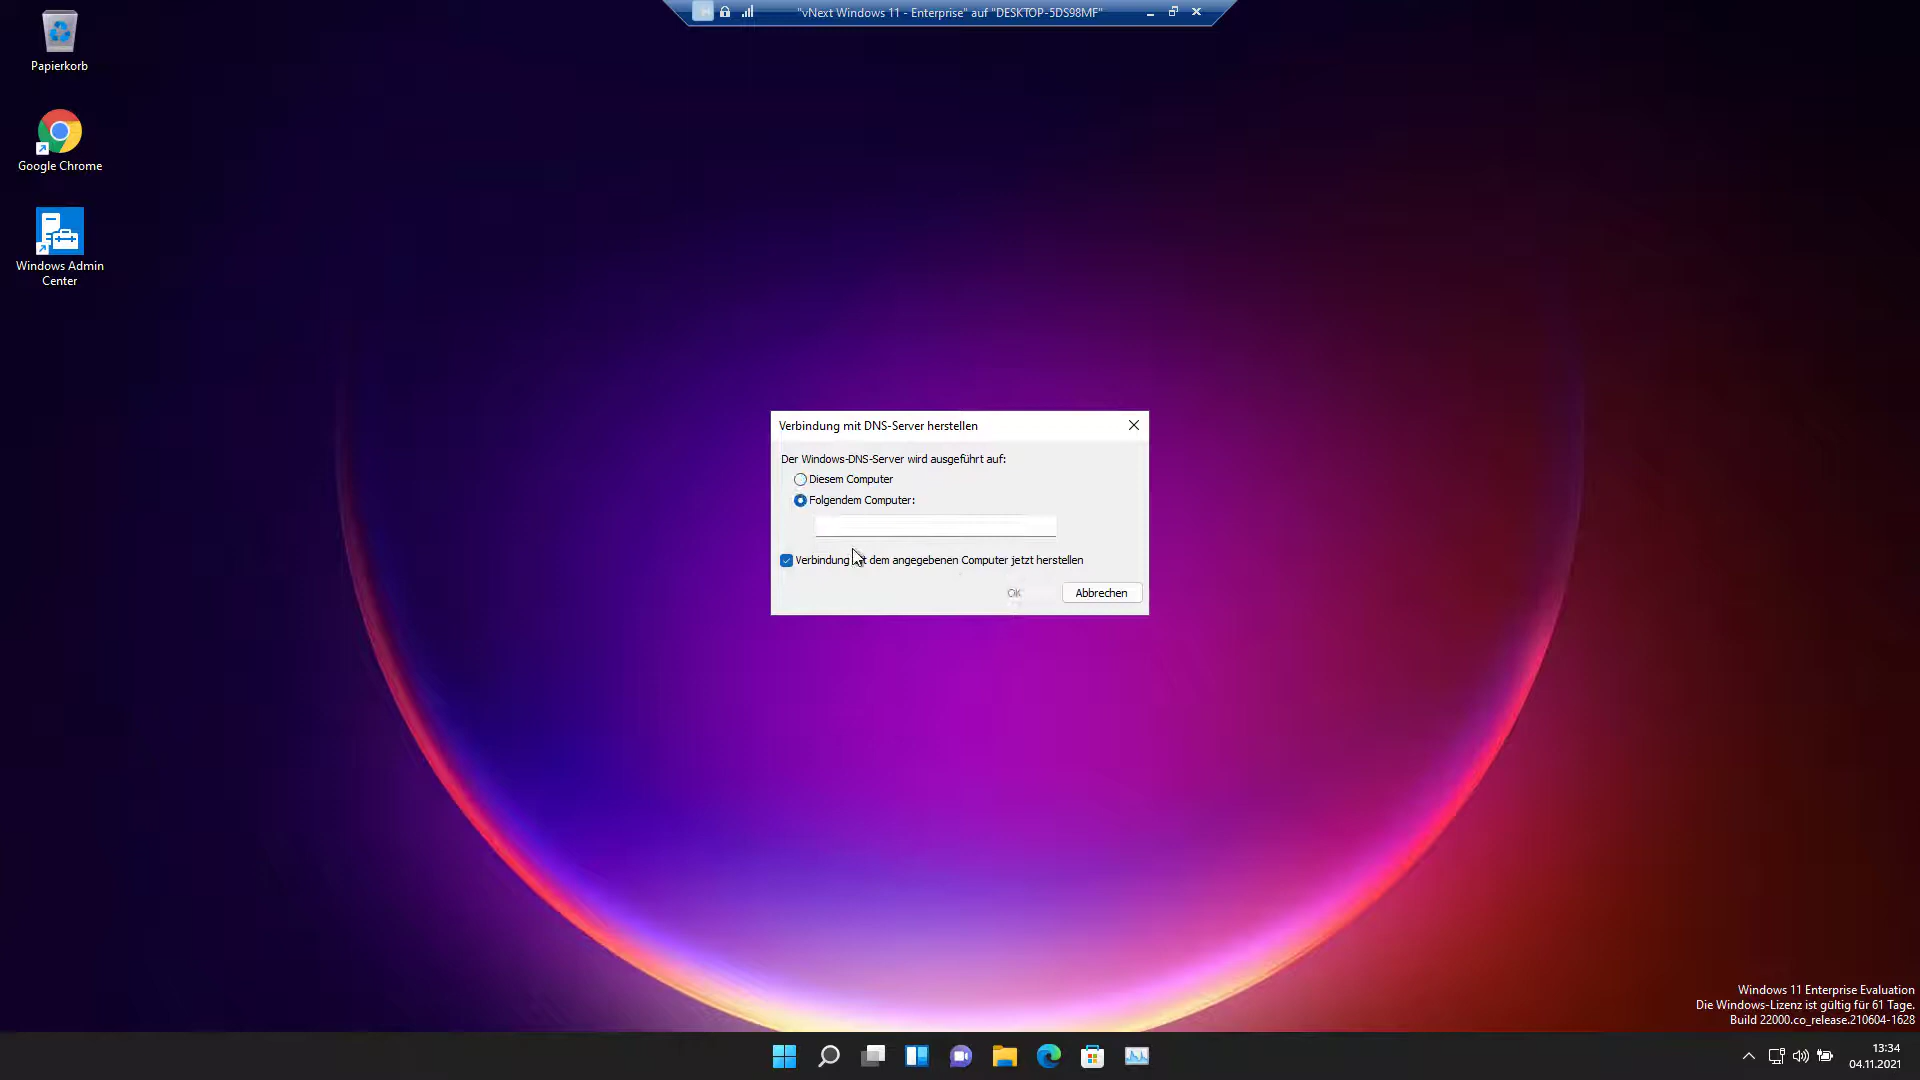 "vNext Windows 11 - Enterprise" auf "DESKTOP-5DS98MF"
Papierkorb
Google Chrome
Windows Admin
Center
Verbindung mit DNS-Server herstellen
Der Windows-DNS-Server wird ausgeführt auf:
Diesem Computer
Folgendem Computer:
Verbindung mit dem angegebenen Computer jetzt herstellen
OK
Abbrechen
Windows 11 Enterprise Evaluation
Die Windows-Lizenz ist gültig für 61 Tage.
Build 22000.co_release.210604-1628
13:34
04.11.2021